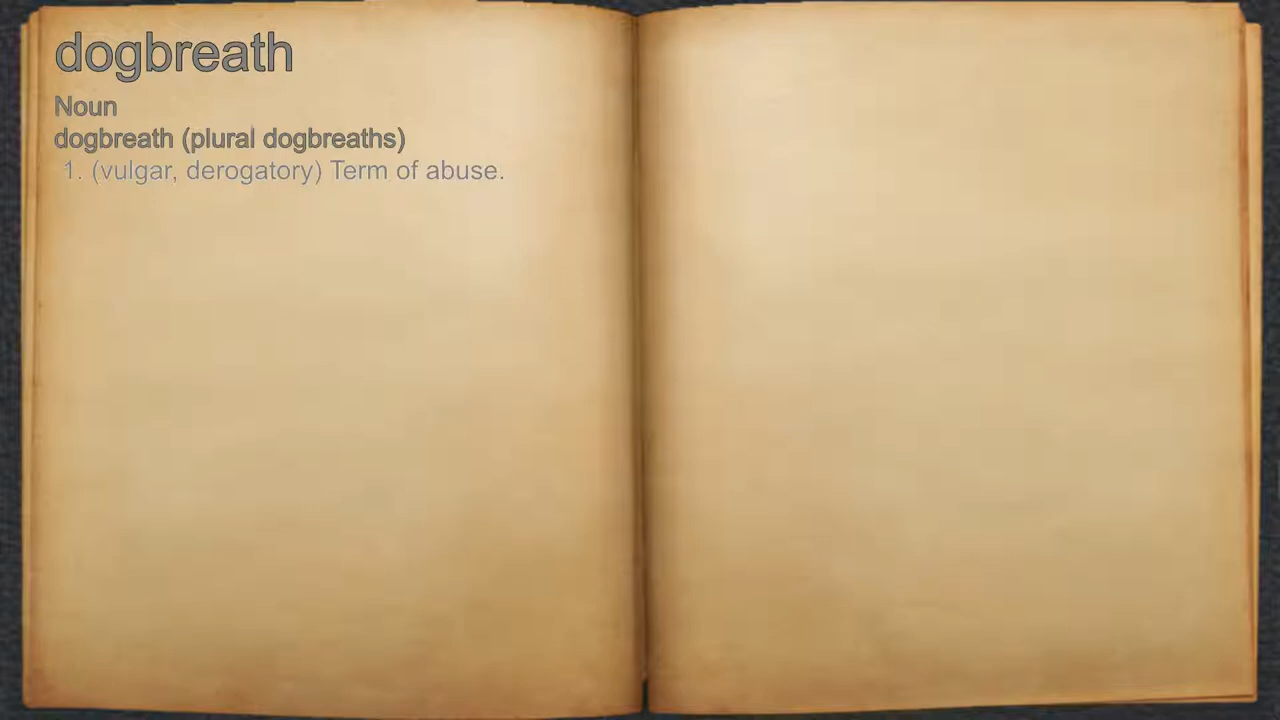 dogbreath
Noun
dogbreath (plural dogbreaths)
1. (vulgar, derogatory) Term of abuse.